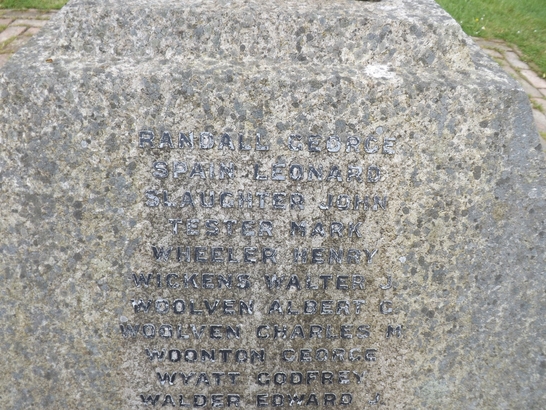 RANDALL GEORGE
SPAIN LEONARD
SLAUGHTER JOHN
TESTER MARK
WHEELER HENRY
WICKENS WALTER J.
WOOLVEN ALBERT C.
WOOLVEN CHARLES H.
WOONTON GEORGE
WYATT GODFREY
WALDER EDWARD J.